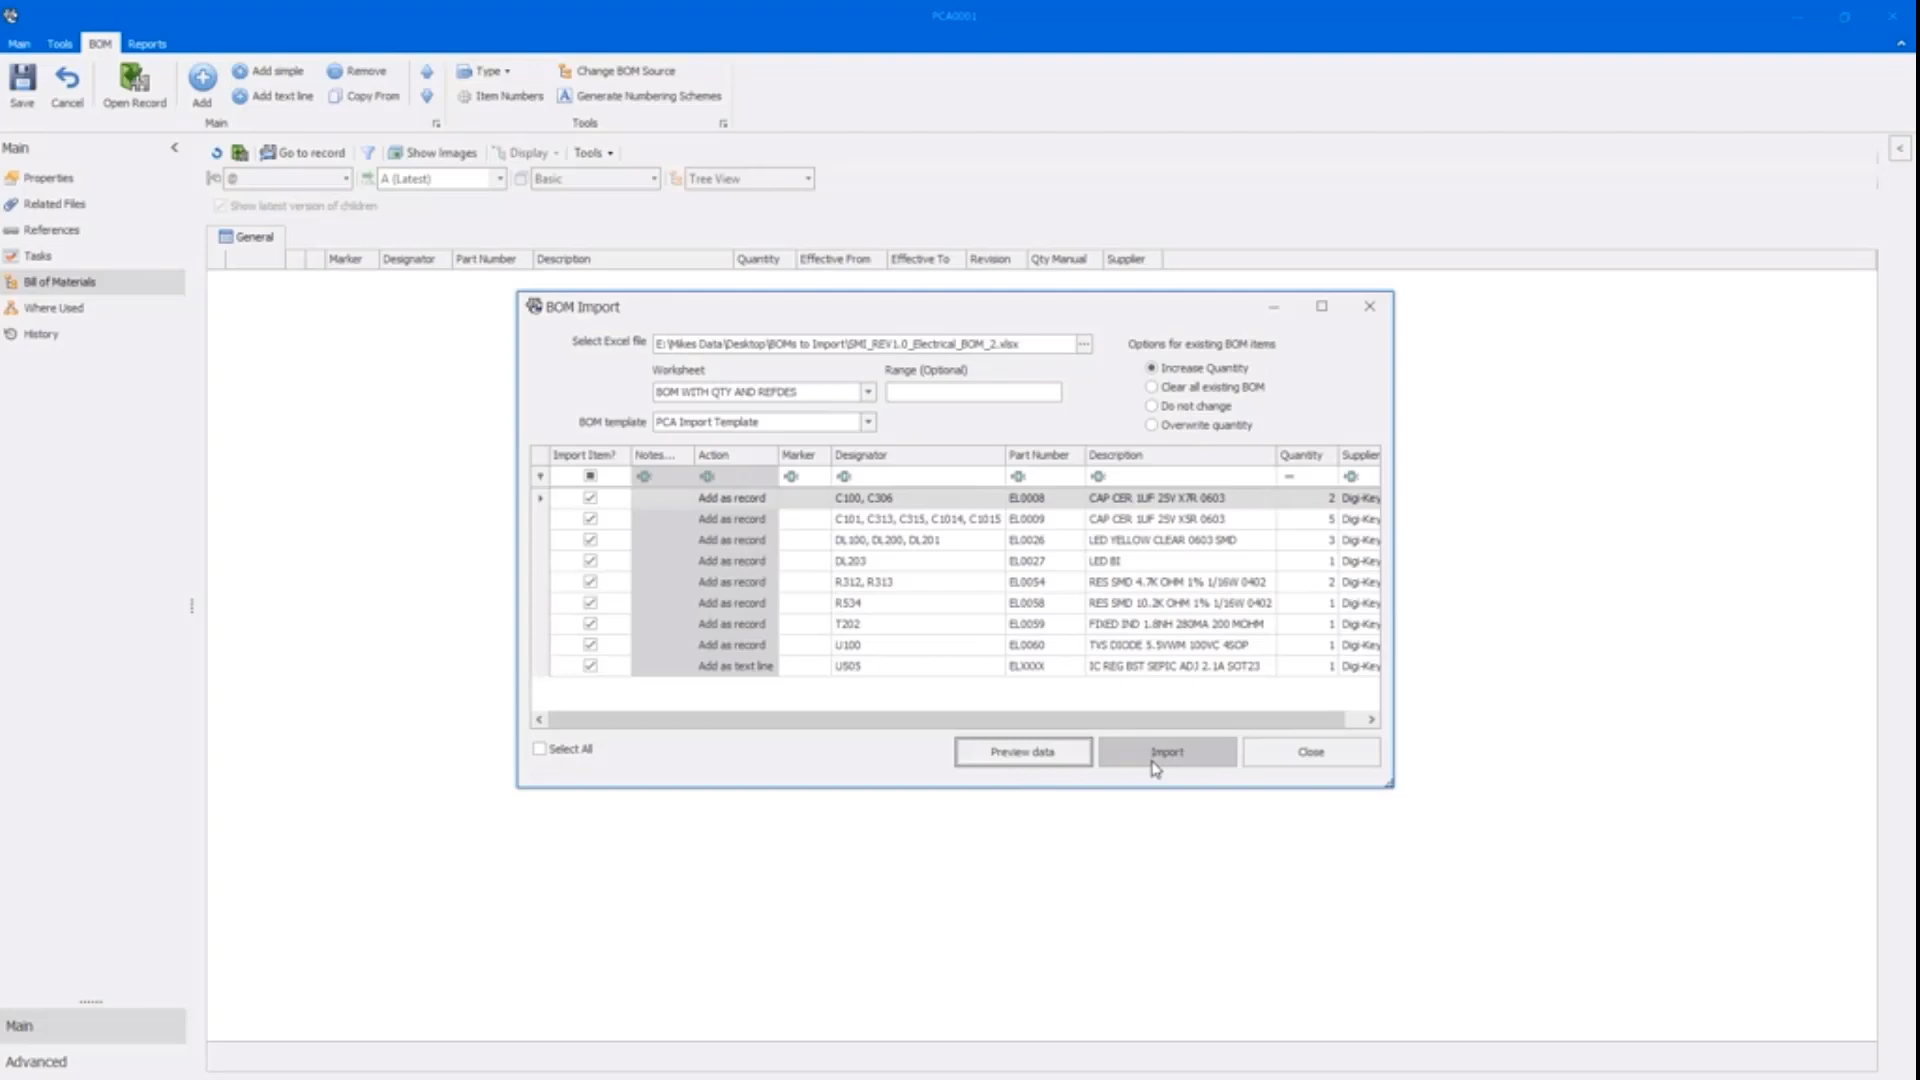 PCA0001
Main Tools BOM Reports
Add simple Remove Type Change BOM Source
Save Cancel Open Record Add Add text line Copy From Item Numbers Generate Numbering Schemes
Main Tools
Main
Go to record Show Images Display Tools
Properties
@ A (Latest) Basic Tree View
Related Files
Show latest version of children
References
General
Tasks
Marker Designator Part Number Description Quantity Effective From Effective To Revision Qty Manual Supplier
Bill of Materials
Where Used
History
BOM Import
Select Excel file E:\Mikes Data\Desktop\BOMs to Import\SMI_REV1.0_Electrical_BOM_2.xlsx ...
Options for existing BOM items
Worksheet Range (Optional)
Increase Quantity
BOM WITH QTY AND REFDES
Clear all existing BOM
Do not change
BOM template PCA Import Template
Overwrite quantity
Import Item? Notes... Action Marker Designator Part Number Description Quantity Supplier
Add as record C100, C306 EL0008 CAP CER 1UF 25V X7R 0603 2 Digi-Key
Add as record C101, C313, C315, C1014, C1015 EL0009 CAP CER 1UF 25V X5R 0603 5 Digi-Key
Add as record DL100, DL200, DL201 EL0026 LED YELLOW CLEAR 0603 SMD 3 Digi-Key
Add as record DL203 EL0027 LED BI 1 Digi-Key
Add as record R312, R313 EL0054 RES SMD 4.7K OHM 1% 1/16W 0402 2 Digi-Key
Add as record R534 EL0058 RES SMD 10.2K OHM 1% 1/16W 0402 1 Digi-Key
Add as record T202 EL0059 FIXED IND 1.8NH 280MA 200 MOHM 1 Digi-Key
Add as record U100 EL0060 TVS DIODE 5.5VWM 100VC 4SOP 1 Digi-Key
Add as text line U505 ELXXXX IC REG BST SEPIC ADJ 2.1A SOT23 1 Digi-Key
Select All Preview data Import Close
Main
Advanced